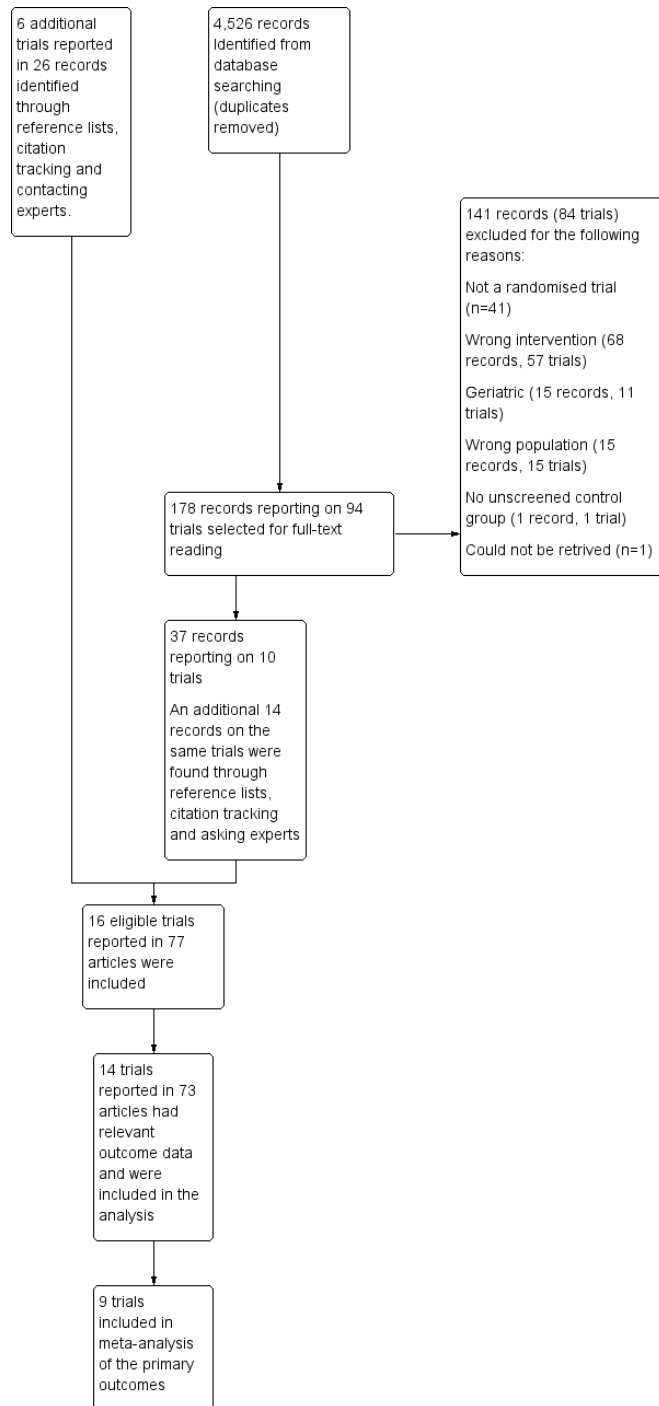 6 additional
trials reported
in 26 records
identified
through
reference lists,
citation
tracking and
contacting
experts.
4,526 records
Identified from
database
searching
(duplicates
removed)
141 records (84 trials)
excluded for the following
reasons:
Not a randomised trial
(n=41)
Wrong intervention (68
records, 57 trials)
Geriatric (15 records, 11
trials)
Wrong population (15
records, 15 trials)
No unscreened control
group (1 record, 1 trial)
Could not be retrived (n=1)
178 records reporting on 94
trials selected for full-text
reading
37 records
reporting on 10
trials
An additional 14
records on the
same trials were
found through
reference lists,
citation tracking
and asking experts
16 eligible trials
reported in 77
articles were
included
14 trials
reported in 73
articles had
relevant
outcome data
and were
included in the
analysis
9 trials
included in
meta-analysis
of the primary
outcomes